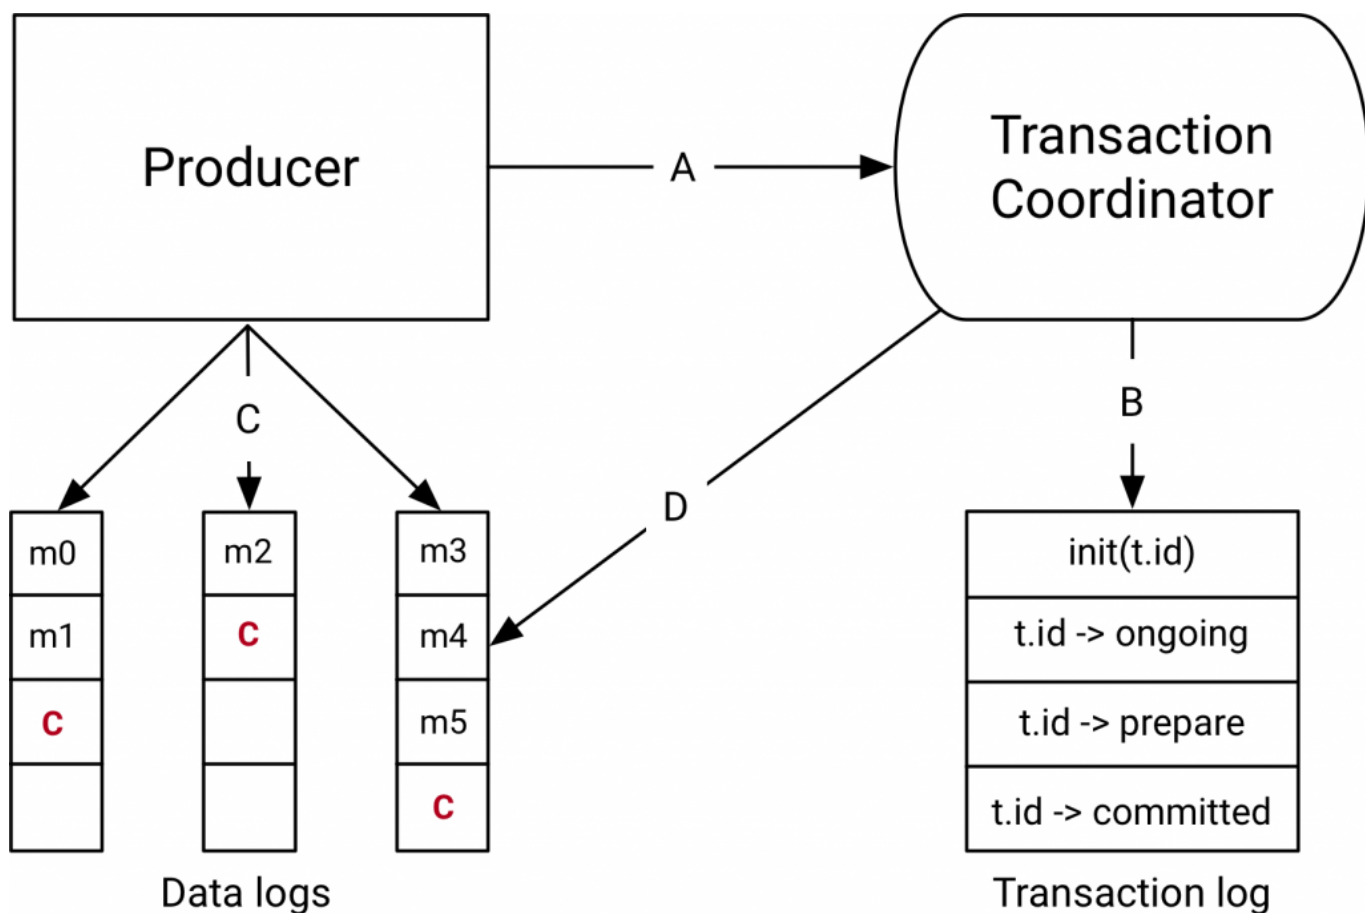 Producer
A
Transaction
Coordinator
C
B
D
m0
m1
C
m2
C
m3
m4
m5
C
init(t.id)
t.id -> ongoing
t.id -> prepare
t.id -> committed
Data logs
Transaction log